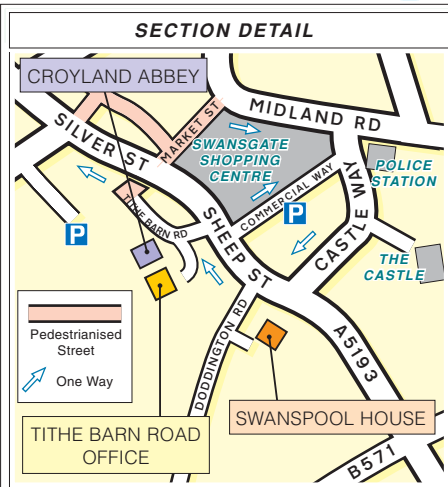 SECTION DETAIL
CROYLAND ABBEY
MARKET ST
MIDLAND RD
SILVER ST
SWANSGATE
SHOPPING
CENTRE
POLICE
STATION
COMMERCIAL WAY
CASTLE WAY
TITHE BARN RD
P
P
SHEEP ST
THE
CASTLE
Pedestrianised
Street
One Way
DODDINGTON RD
A5193
SWANSPOOL HOUSE
TITHE BARN ROAD
OFFICE
B571